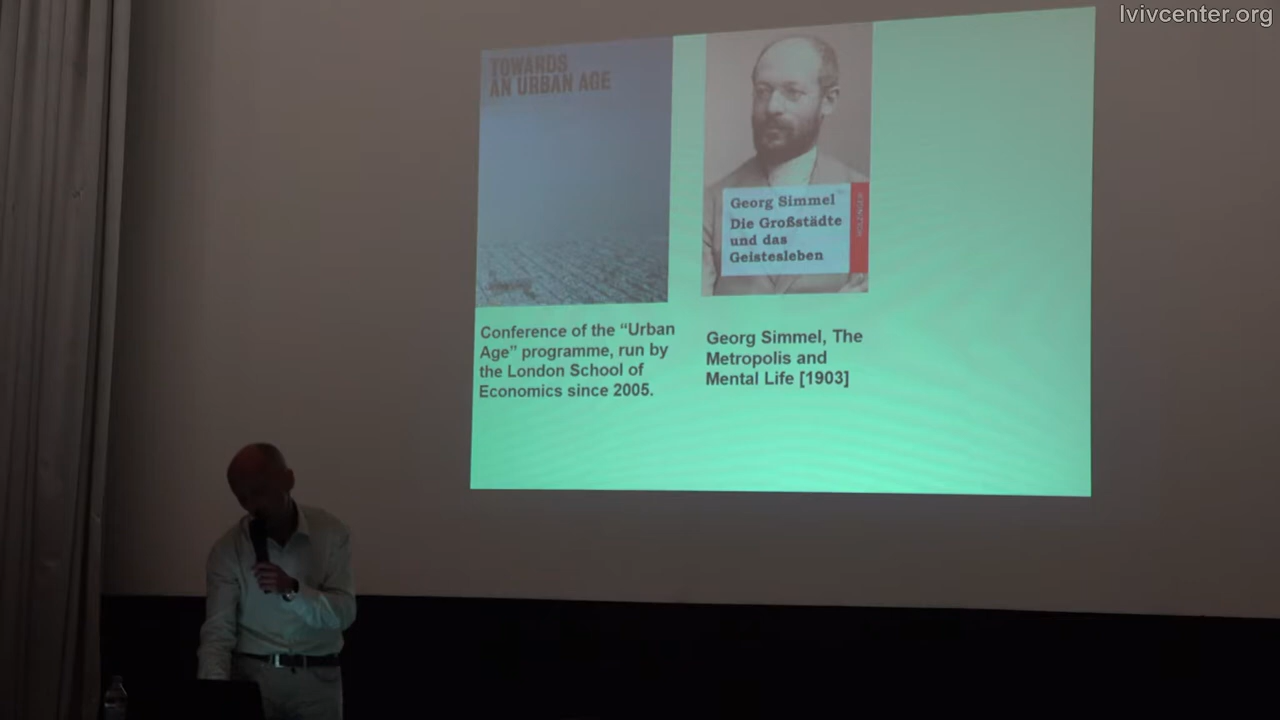 lvivcenter.org
TOWARDS
AN URBAN AGE
Georg Simmel
Die Großstädte
und das
Geistesleben
Conference of the “Urban
Age” programme, run by
the London School of
Economics since 2005.
Georg Simmel, The
Metropolis and
Mental Life [1903]